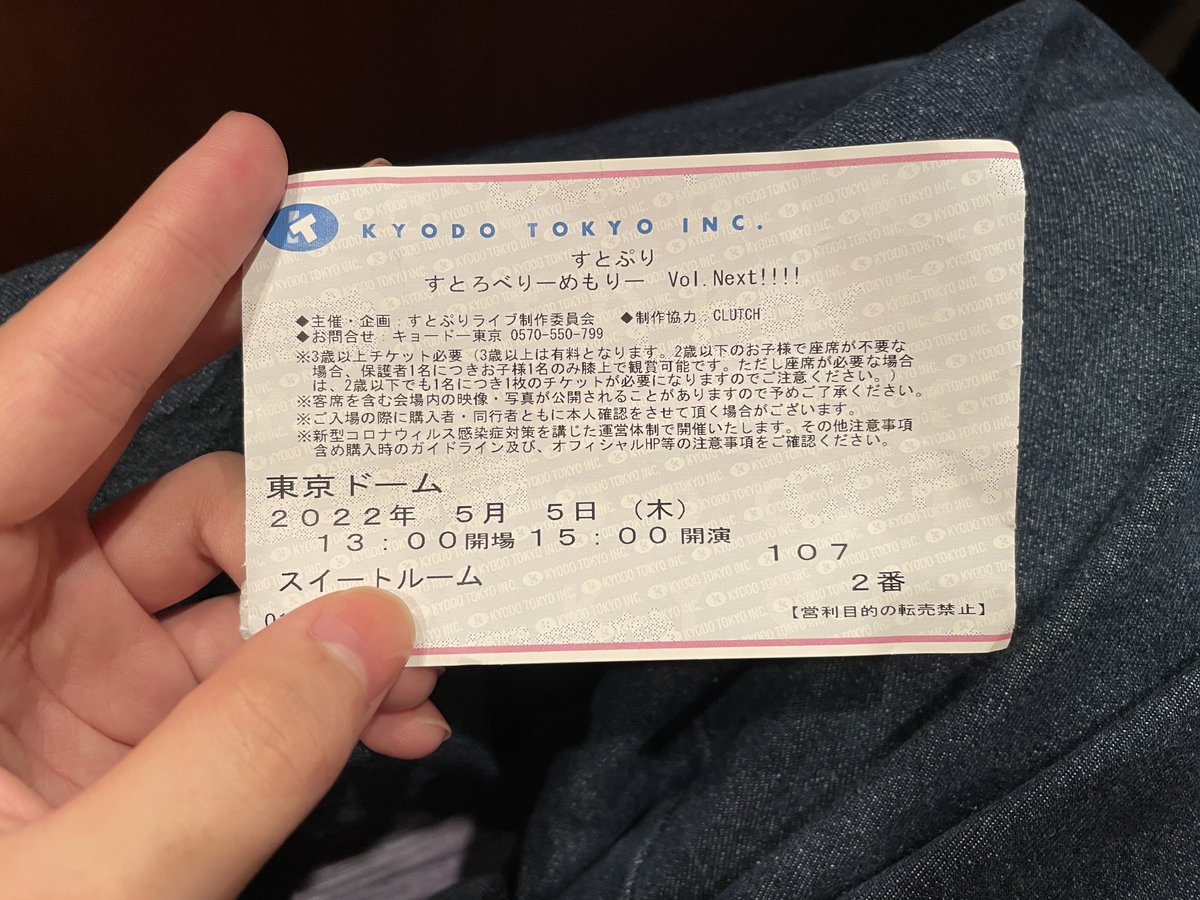 KYODO TOKYO INC.
すとぷり
すとろべりーめもりー Vol.Next!!!!
◆主催・企画:すとぷりライブ制作委員会 ◆制作協力:CLUTCH
◆お問合せ:キョードー東京 0570-550-799
※3歳以上チケット必要(3歳以上は有料となります。2歳以下のお子様で座席が不要な
場合、保護者1名につきお子様1名のみ膝上で観賞可能です。ただし座席が必要な場合
は、2歳以下でも1名につき1枚のチケットが必要になりますのでご注意ください。)
※客席を含む会場内の映像・写真が公開されることがありますので予めご了承ください。
※ご入場の際に購入者・同行者ともに本人確認をさせて頂く場合がございます。
※新型コロナウィルス感染症対策を講じた運営体制で開催いたします。その他注意事項
含め購入時のガイドライン及び、オフィシャルHP等の注意事項をご確認ください。
東京ドーム
2022年 5月 5日 (木)
13:00開場 15:00開演
107
スイートルーム 2番
【営利目的の転売禁止】